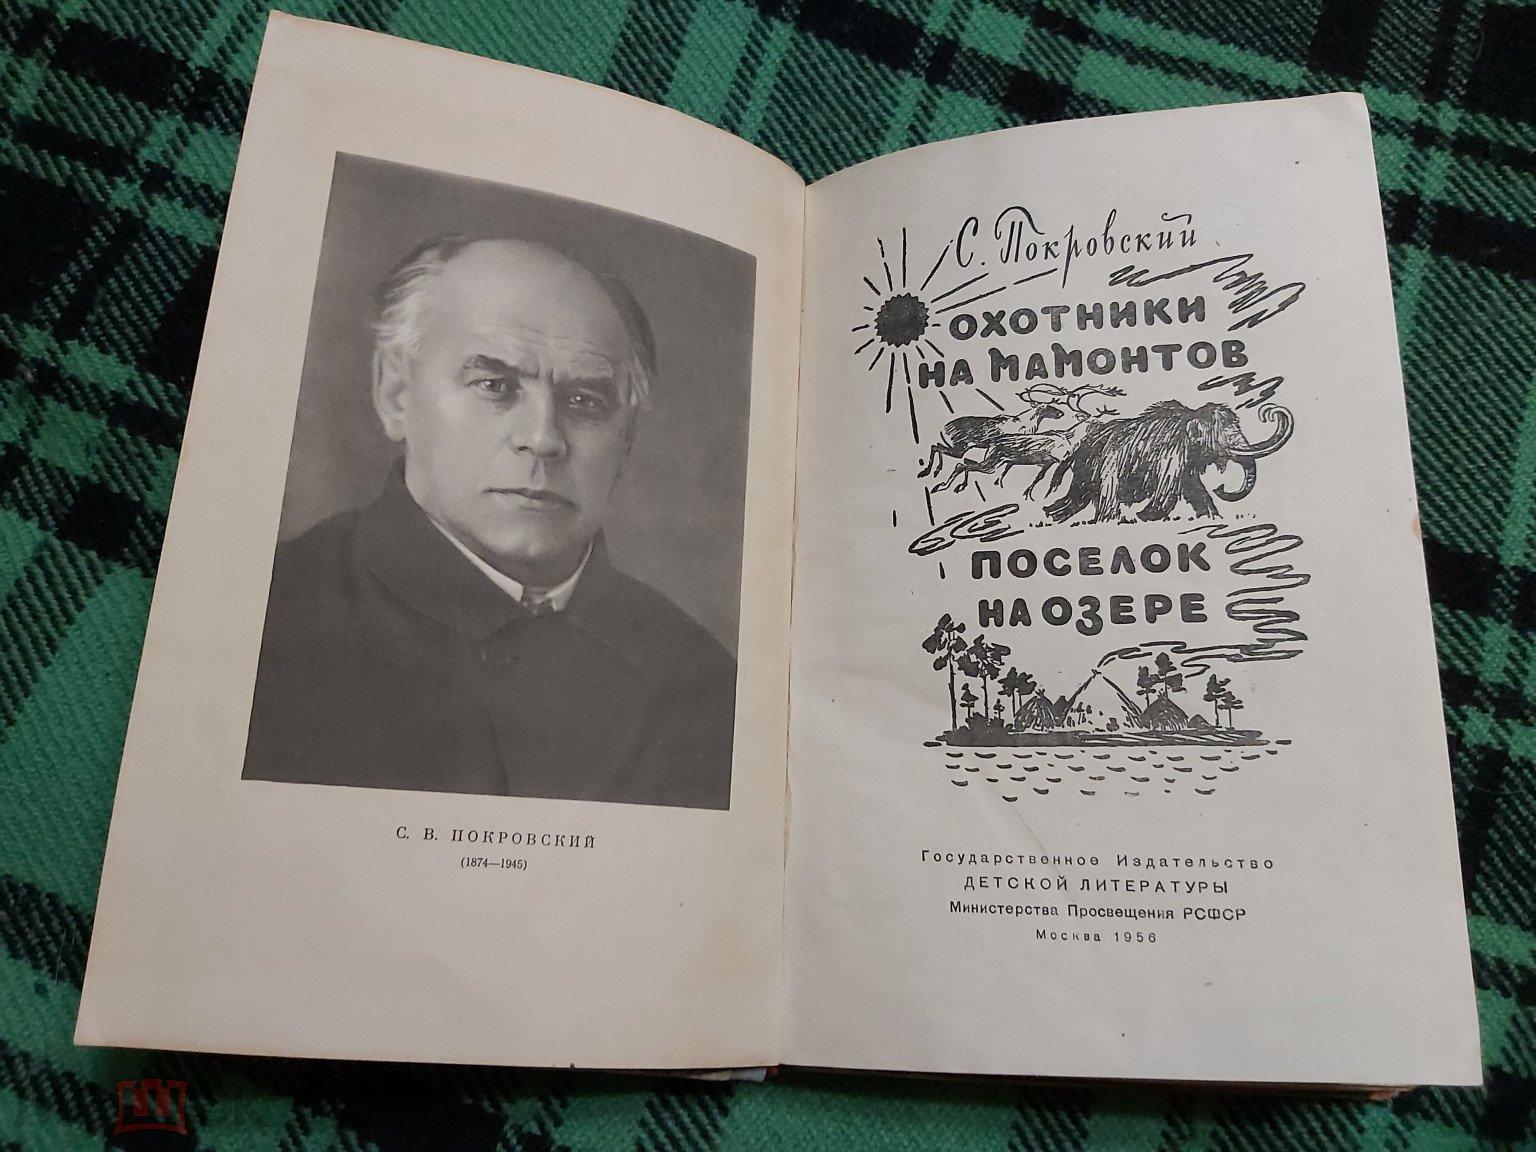 С. В. ПОКРОВСКИЙ
(1874—1945)
С. Покровский
ОХОТНИКИ
НА МАМОНТОВ
ПОСЕЛОК
НА ОЗЕРЕ
Государственное Издательство
ДЕТСКОЙ ЛИТЕРАТУРЫ
Министерства Просвещения РСФСР
Москва 1956